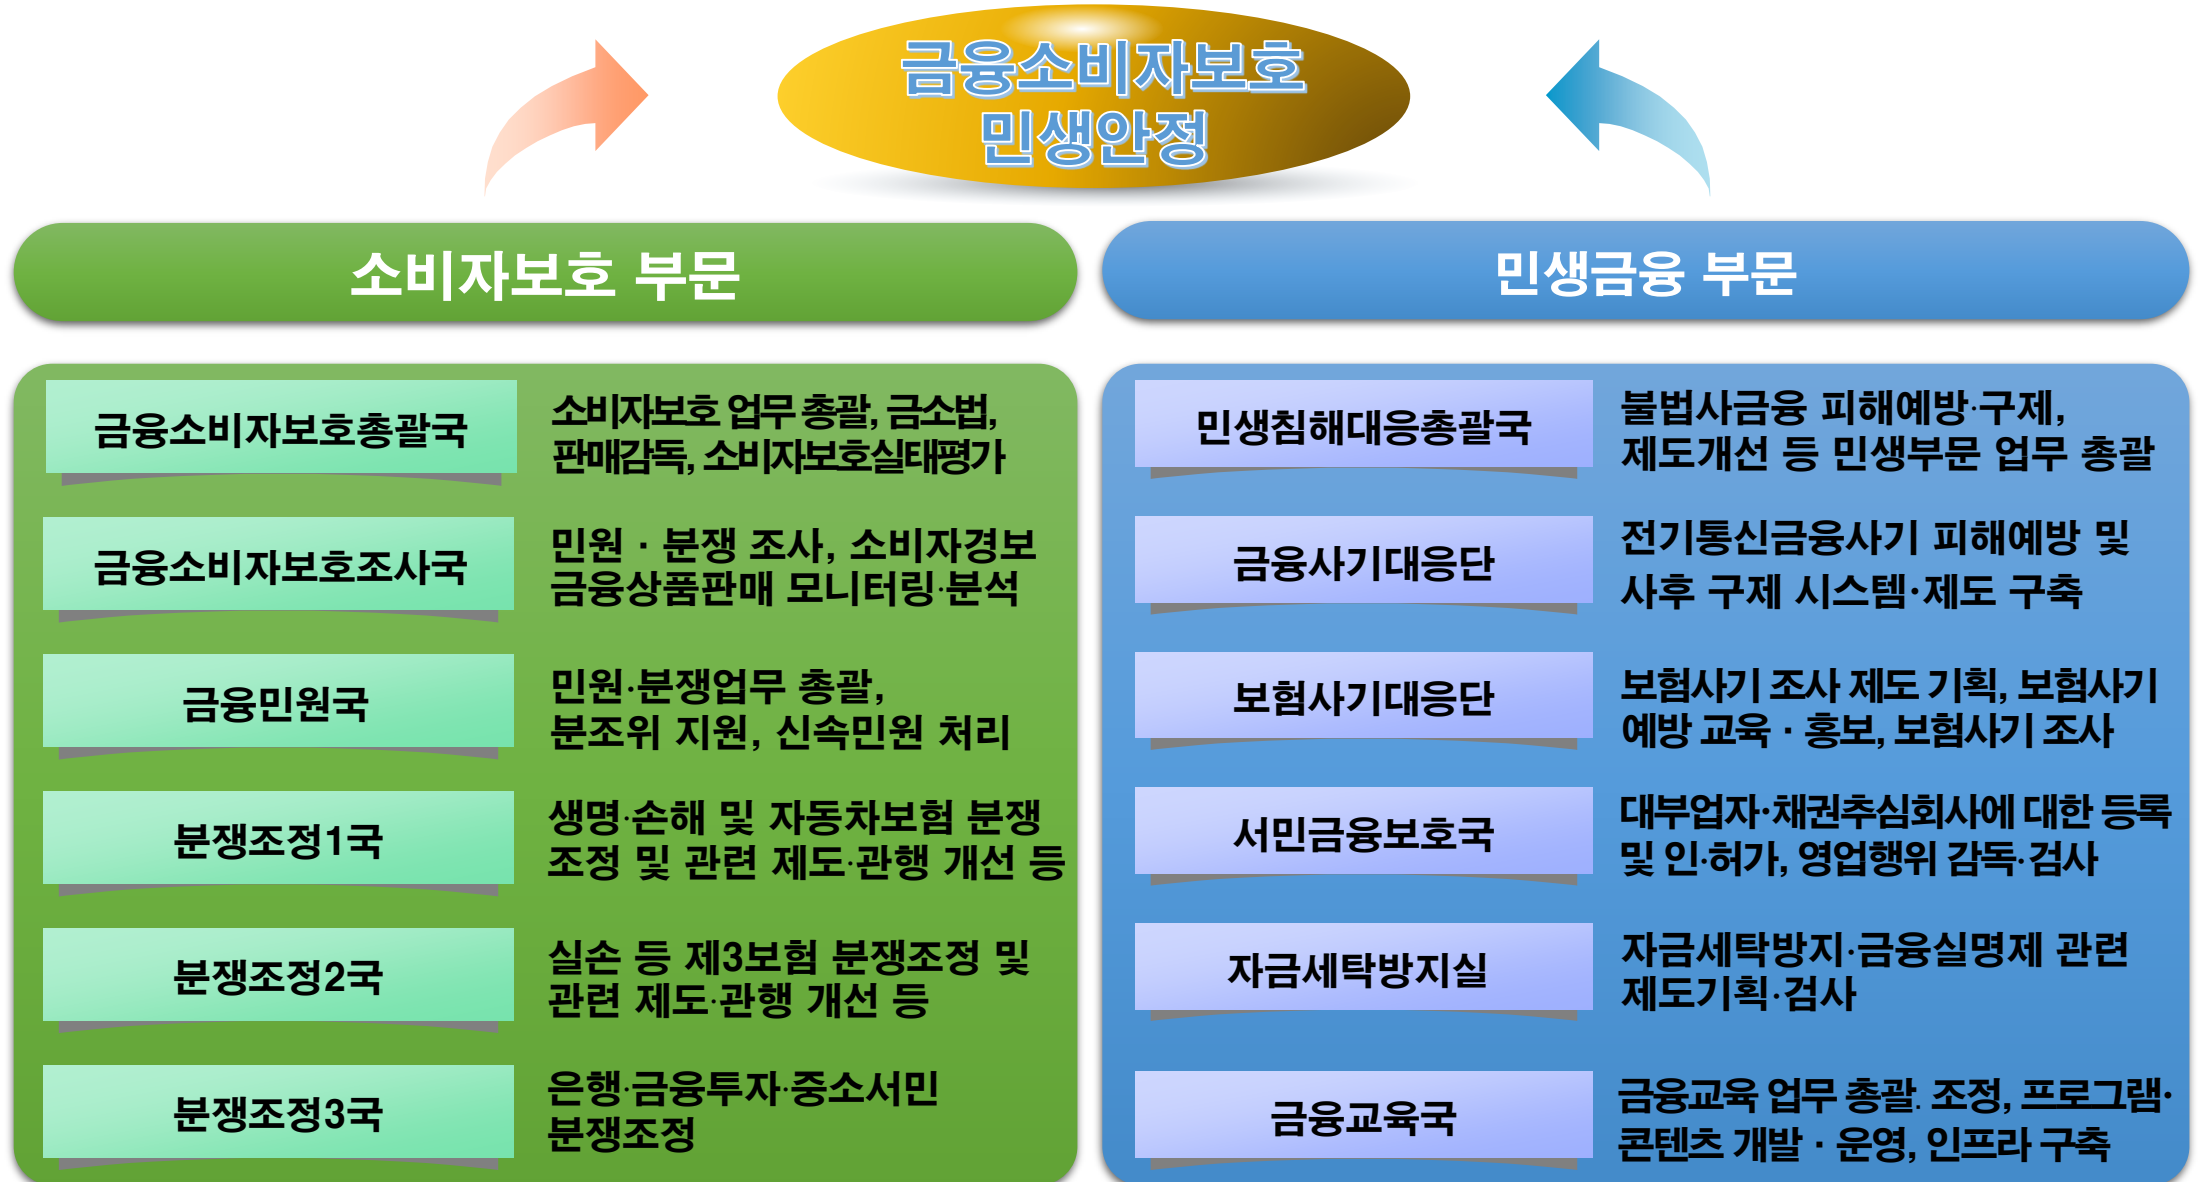 금융소비자보호
민생안정
소비자보호 부문
금융소비자보호총괄국
소비자보호 업무 총괄, 금소법,
판매감독, 소비자보호실태평가
금융소비자보호조사국
민원 · 분쟁 조사, 소비자경보
금융상품판매 모니터링·분석
금융민원국
민원·분쟁업무 총괄,
분조위 지원, 신속민원 처리
분쟁조정1국
생명·손해 및 자동차보험 분쟁
조정 및 관련 제도·관행 개선 등
분쟁조정2국
실손 등 제3보험 분쟁조정 및
관련 제도·관행 개선 등
분쟁조정3국
은행·금융투자·중소서민
분쟁조정
민생금융 부문
민생침해대응총괄국
불법사금융 피해예방·구제,
제도개선 등 민생부문 업무 총괄
금융사기대응단
전기통신금융사기 피해예방 및
사후 구제 시스템·제도 구축
보험사기대응단
보험사기 조사 제도 기획, 보험사기
예방 교육 · 홍보, 보험사기 조사
서민금융보호국
대부업자·채권추심회사에 대한 등록
및 인·허가, 영업행위 감독·검사
자금세탁방지실
자금세탁방지·금융실명제 관련
제도기획·검사
금융교육국
금융교육 업무 총괄. 조정, 프로그램·
콘텐츠 개발 · 운영, 인프라 구축